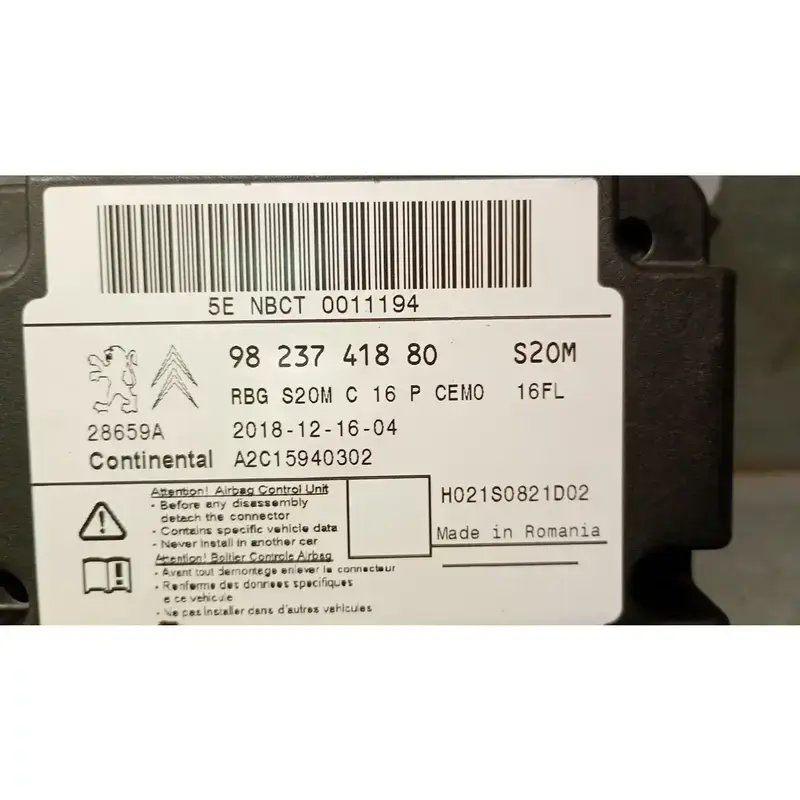 5E NBCT 0011194
98 237 418 80 S20M
RBG S20M C 16 P CEMO 16FL
28659A 2018-12-16-04
Continental A2C15940302
Attention! Airbag Control Unit
- Before any disassembly
detach the connector
- Contains specific vehicle data
- Never install in another car
Attention! Boîtier Controle Airbag
- Avant tout demontage enlever le connecteur
- Renferme des donnees specifiques
a ce vehicule
- Ne pas installer dans d'autres vehicules
H021S0821D02
Made in Romania